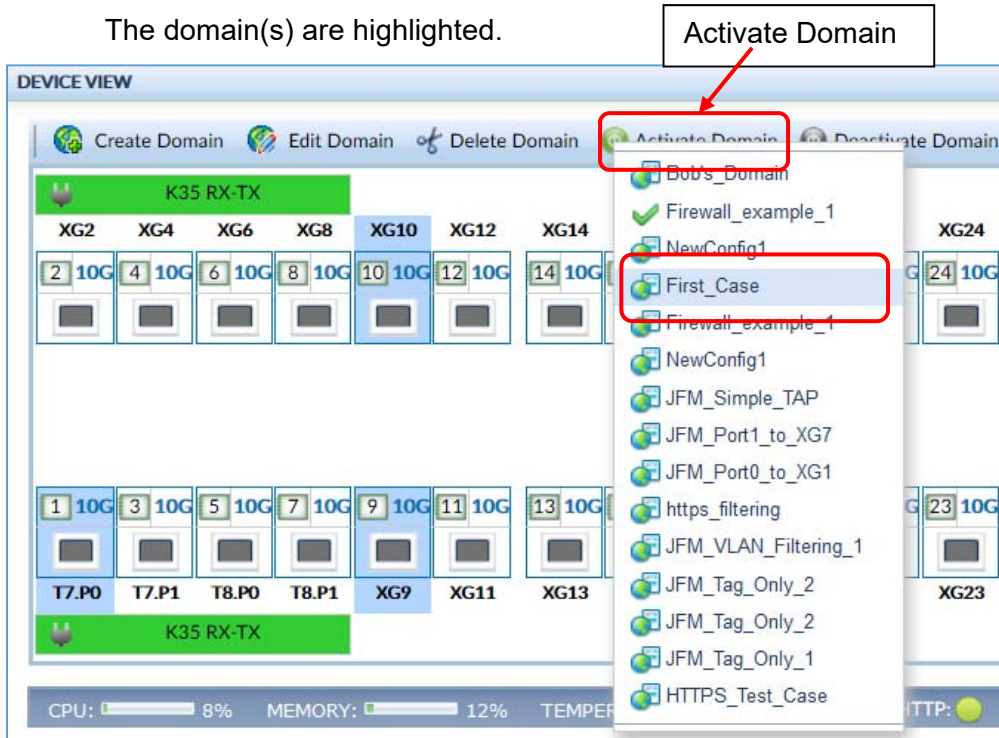 The domain(s) are highlighted.
Activate Domain
DEVICE VIEW
Create Domain Edit Domain Delete Domain Activate Domain Deactivate Domain
K35 RX-TX
XG2 XG4 XG6 XG8 XG10 XG12 XG14 XG24
2 10G 4 10G 6 10G 8 10G 10 10G 12 10G 14 10G G 24 10G
Bob's_Domain
Firewall_example_1
NewConfig1
First_Case
Firewall_example_1
NewConfig1
JFM_Simple_TAP
JFM_Port1_to_XG7
JFM_Port0_to_XG1
https_filtering
JFM_VLAN_Filtering_1
JFM_Tag_Only_2
JFM_Tag_Only_2
JFM_Tag_Only_1
HTTPS_Test_Case
1 10G 3 10G 5 10G 7 10G 9 10G 11 10G 13 10G G 23 10G
T7.P0 T7.P1 T8.P0 T8.P1 XG9 XG11 XG13 XG23
K35 RX-TX
CPU: 8% MEMORY: 12% TEMPER TTP: